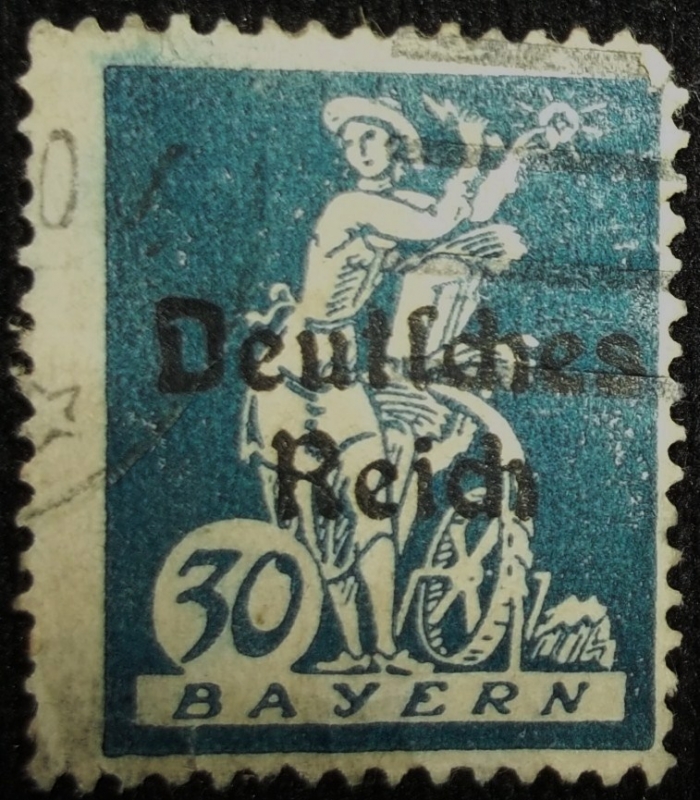 Deutſches
Reich
30
BAYERN